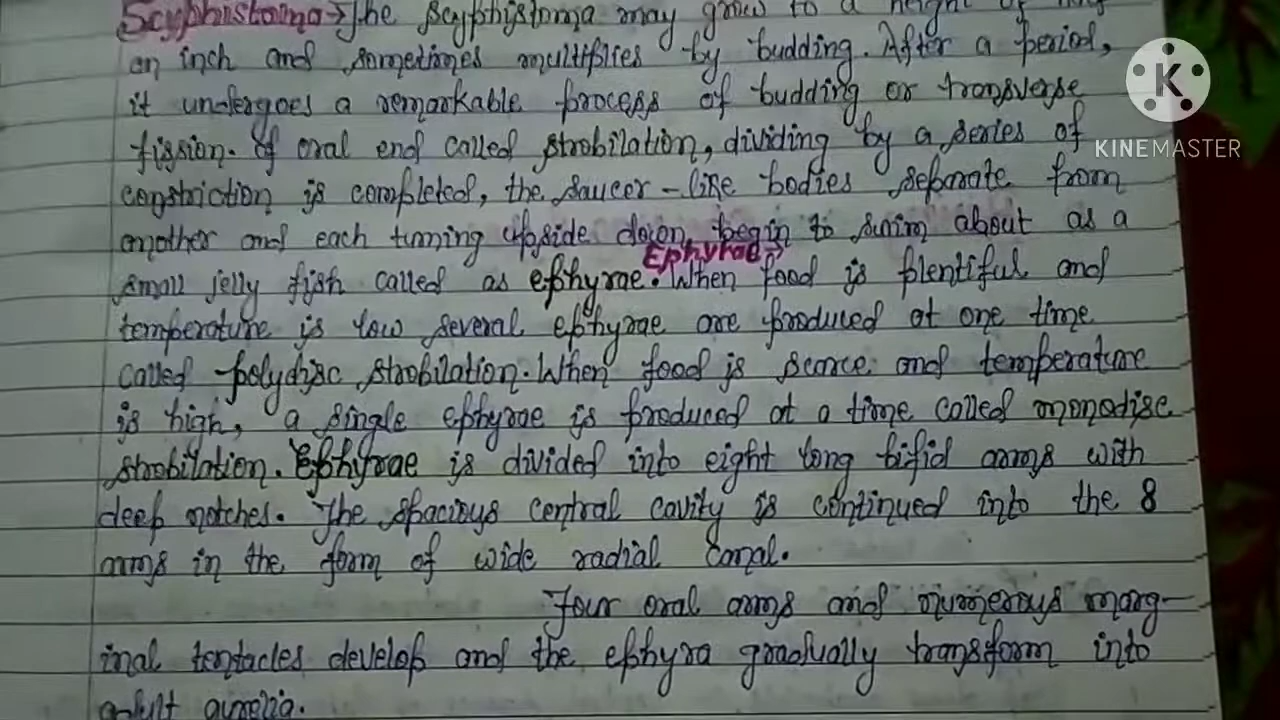 Scyphistoma→The scyphistoma may grow to a height of
an inch and sometimes multiplies by budding. After a period,
it undergoes a remarkable process of budding or transverse
fission. of oral end called strobilation, dividing by a series of
constriction is completed, the saucer-like bodies separate from
another and each turning upside down begin to swim about as a
Ephyrae→
small jelly fish called as ephyrae. When food is plentiful and
temperature is low several ephyrae are produced at one time
called polydisc strobilation. When food is scarce and temperature
is high, a single ephyrae is produced at a time called monodisc
strobilation. Ephyrae is divided into eight long bifid arms with
deep notches. The spacious central cavity is continued into the 8
arms in the form of wide radial canal.
Four oral arms and numerous marg-
inal tentacles develop and the ephyra gradually transform into
adult aurelia.
K
KINEMASTER